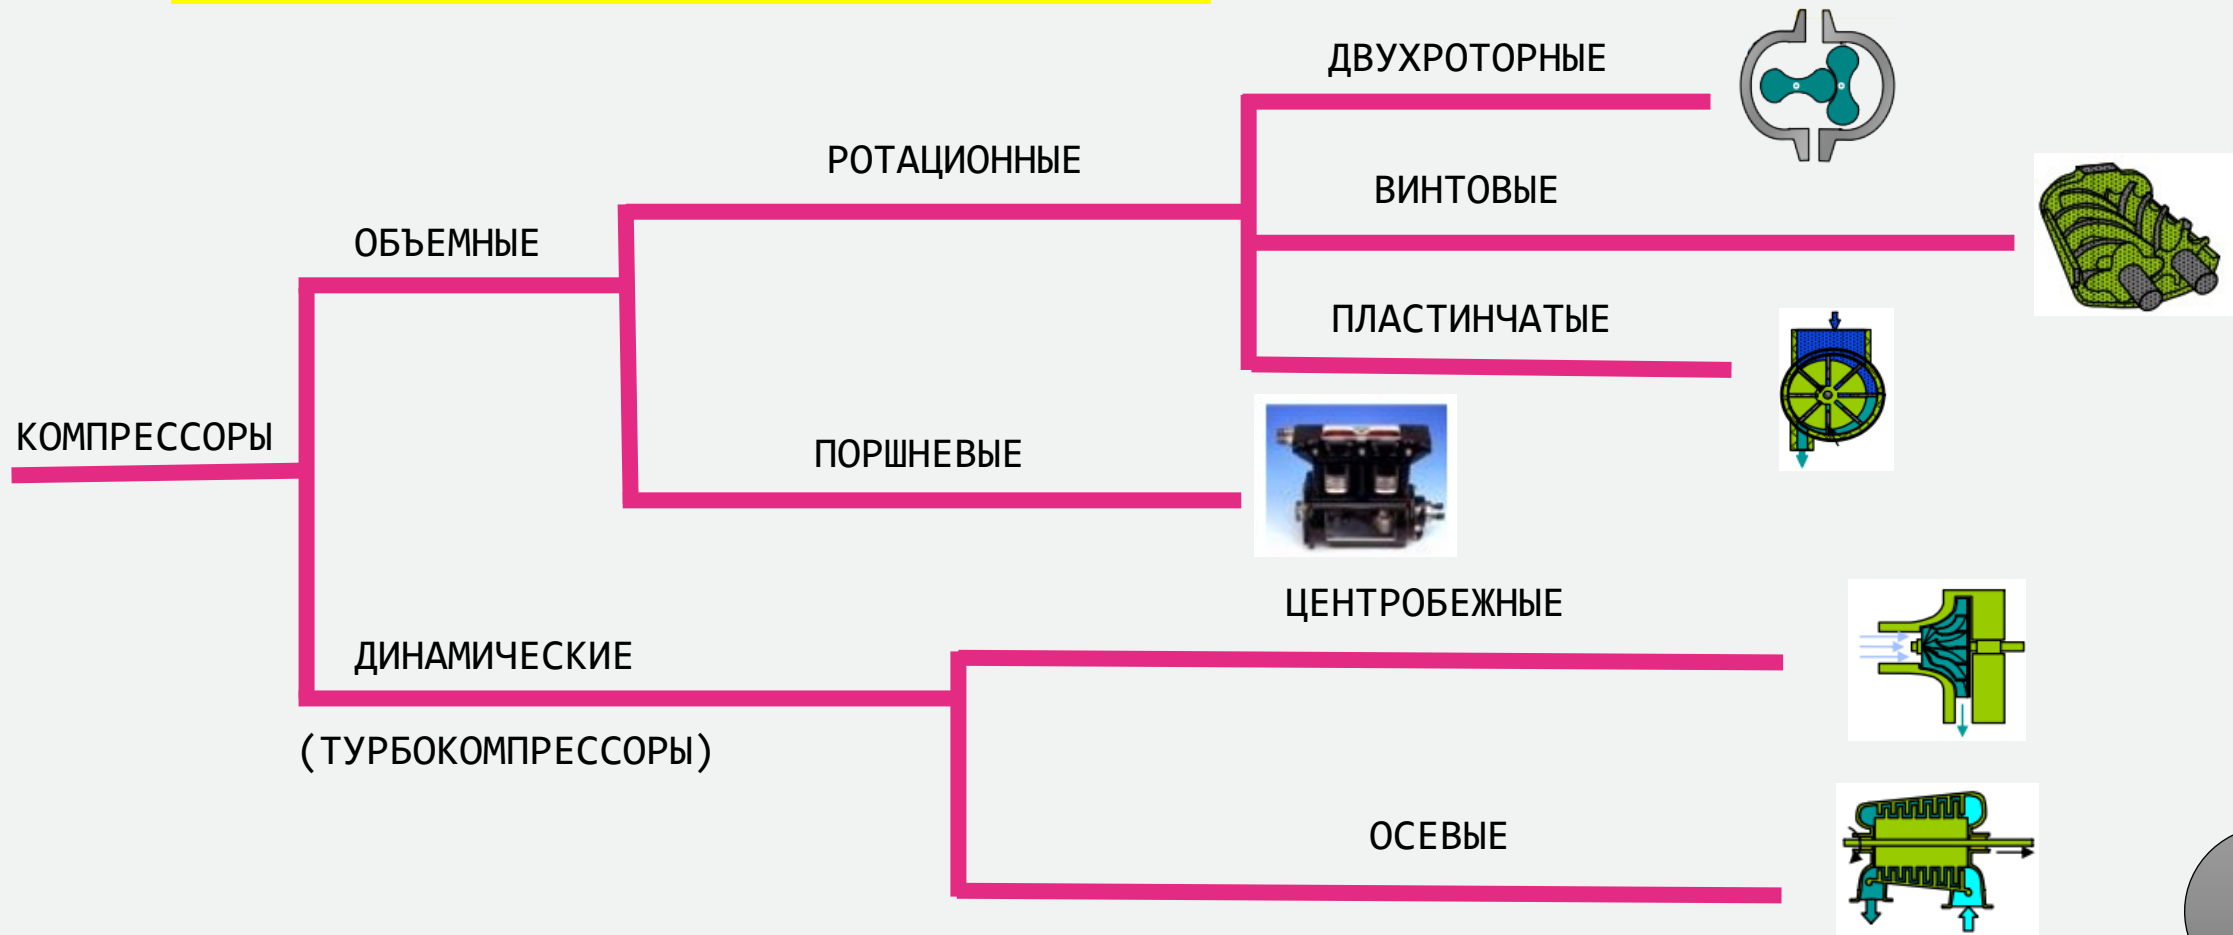 ДВУХРОТОРНЫЕ
РОТАЦИОННЫЕ
ВИНТОВЫЕ
ОБЪЕМНЫЕ
ПЛАСТИНЧАТЫЕ
КОМПРЕССОРЫ
ПОРШНЕВЫЕ
ЦЕНТРОБЕЖНЫЕ
ДИНАМИЧЕСКИЕ
(ТУРБОКОМПРЕССОРЫ)
ОСЕВЫЕ